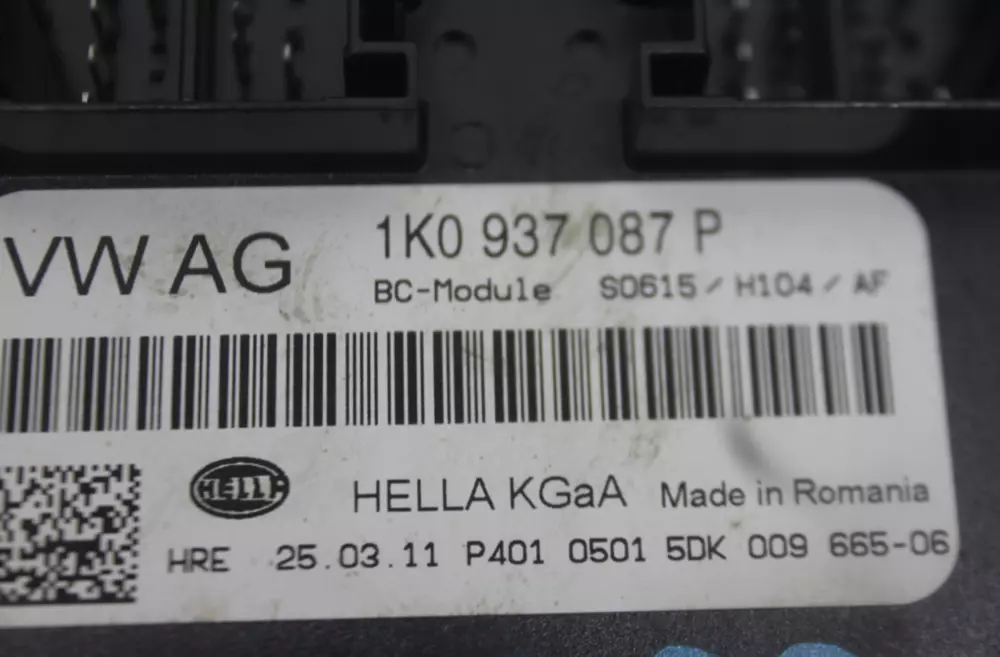 VW AG 1K0 937 087 P
BC-Module S0615/H104/AF
HELLA HELLA KGaA Made in Romania
HRE 25.03.11 P401 0501 5DK 009 665-06